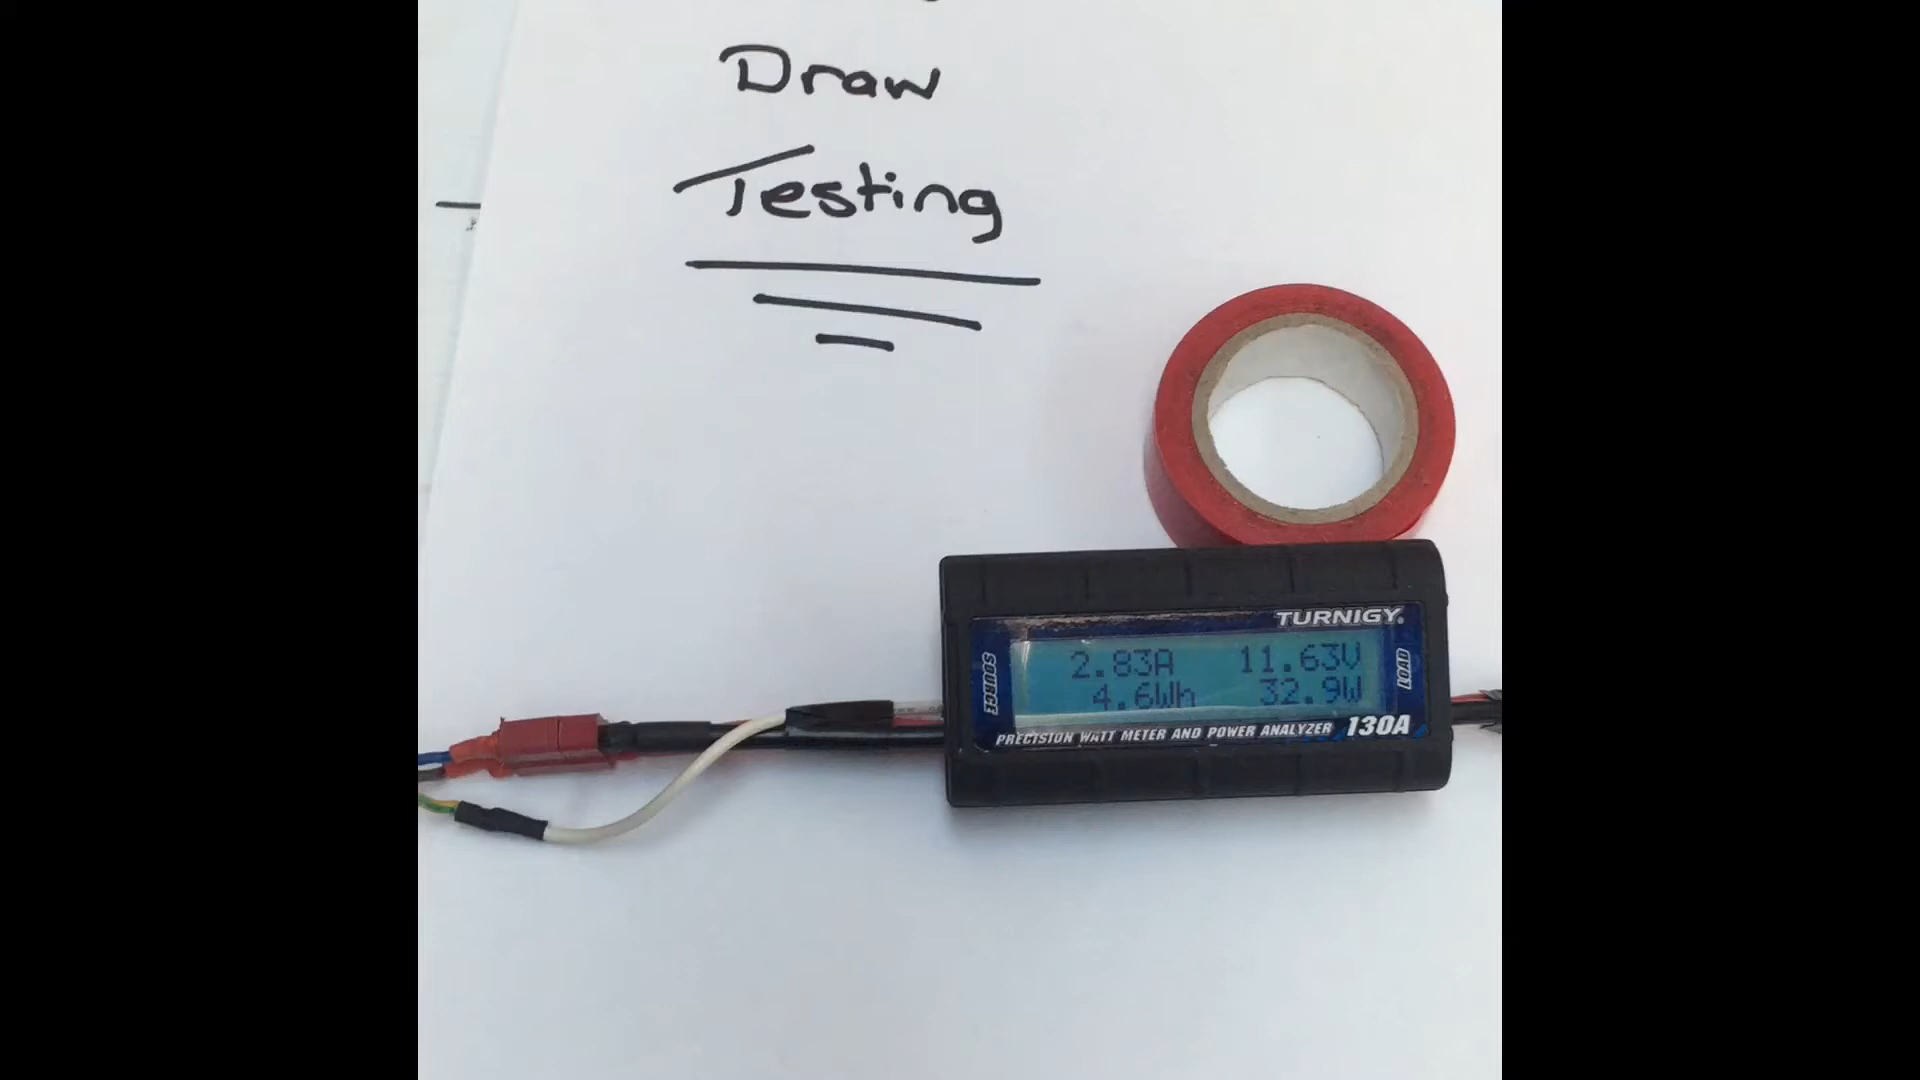 Draw
Testing
TURNIGY®
SOURCE
2.83A 11.63V
4.6Wh 32.9W
LOAD
PRECISION WATT METER AND POWER ANALYZER 130A